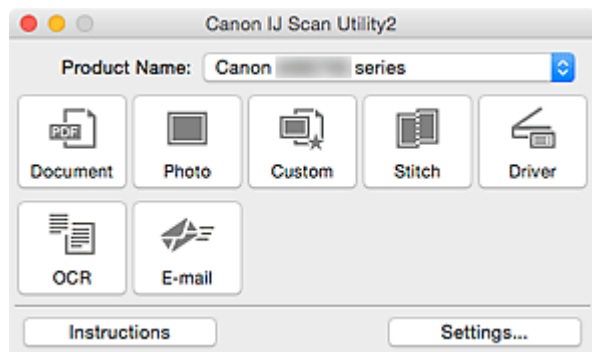 Canon IJ Scan Utility2
Product Name: Canon series
PDF
Document Photo Custom Stitch Driver
OCR E-mail
Instructions Settings...